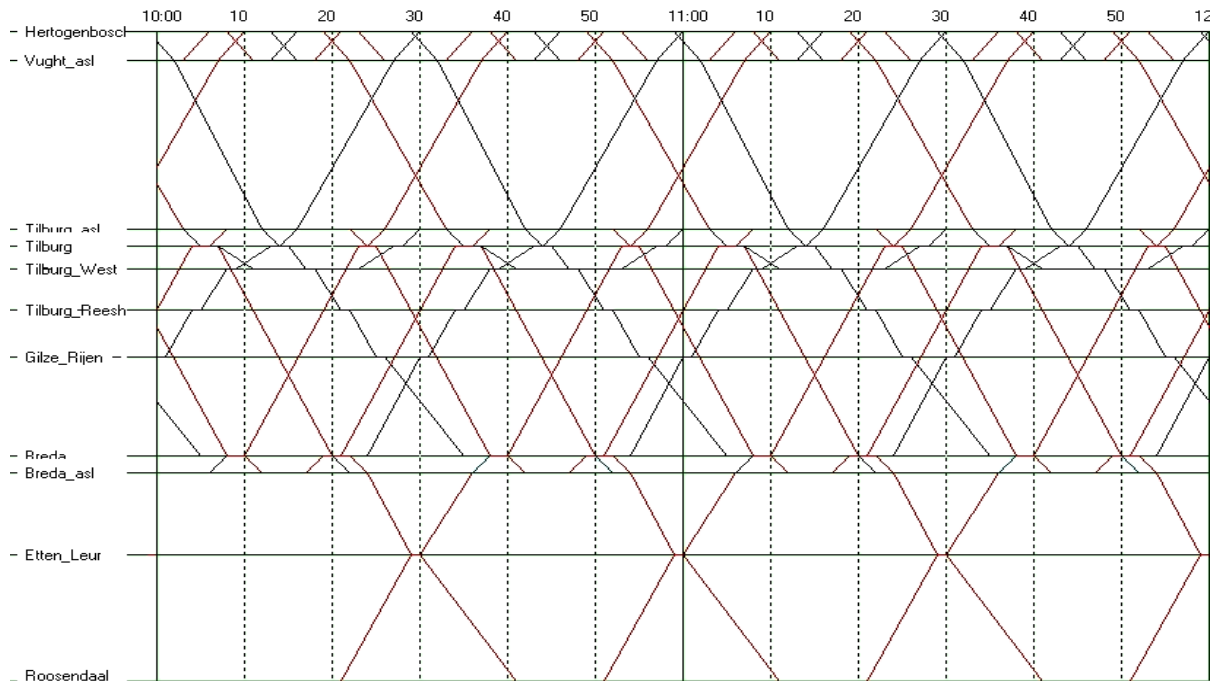 10:00 10 20 30 40 50 11:00 10 20 30 40 50 12
Hertogenbosch
Vught_asl
Tilburg_asl
Tilburg
Tilburg_West
Tilburg_Reesh
Gilze_Rijen
Breda
Breda_asl
Etten_Leur
Roosendaal